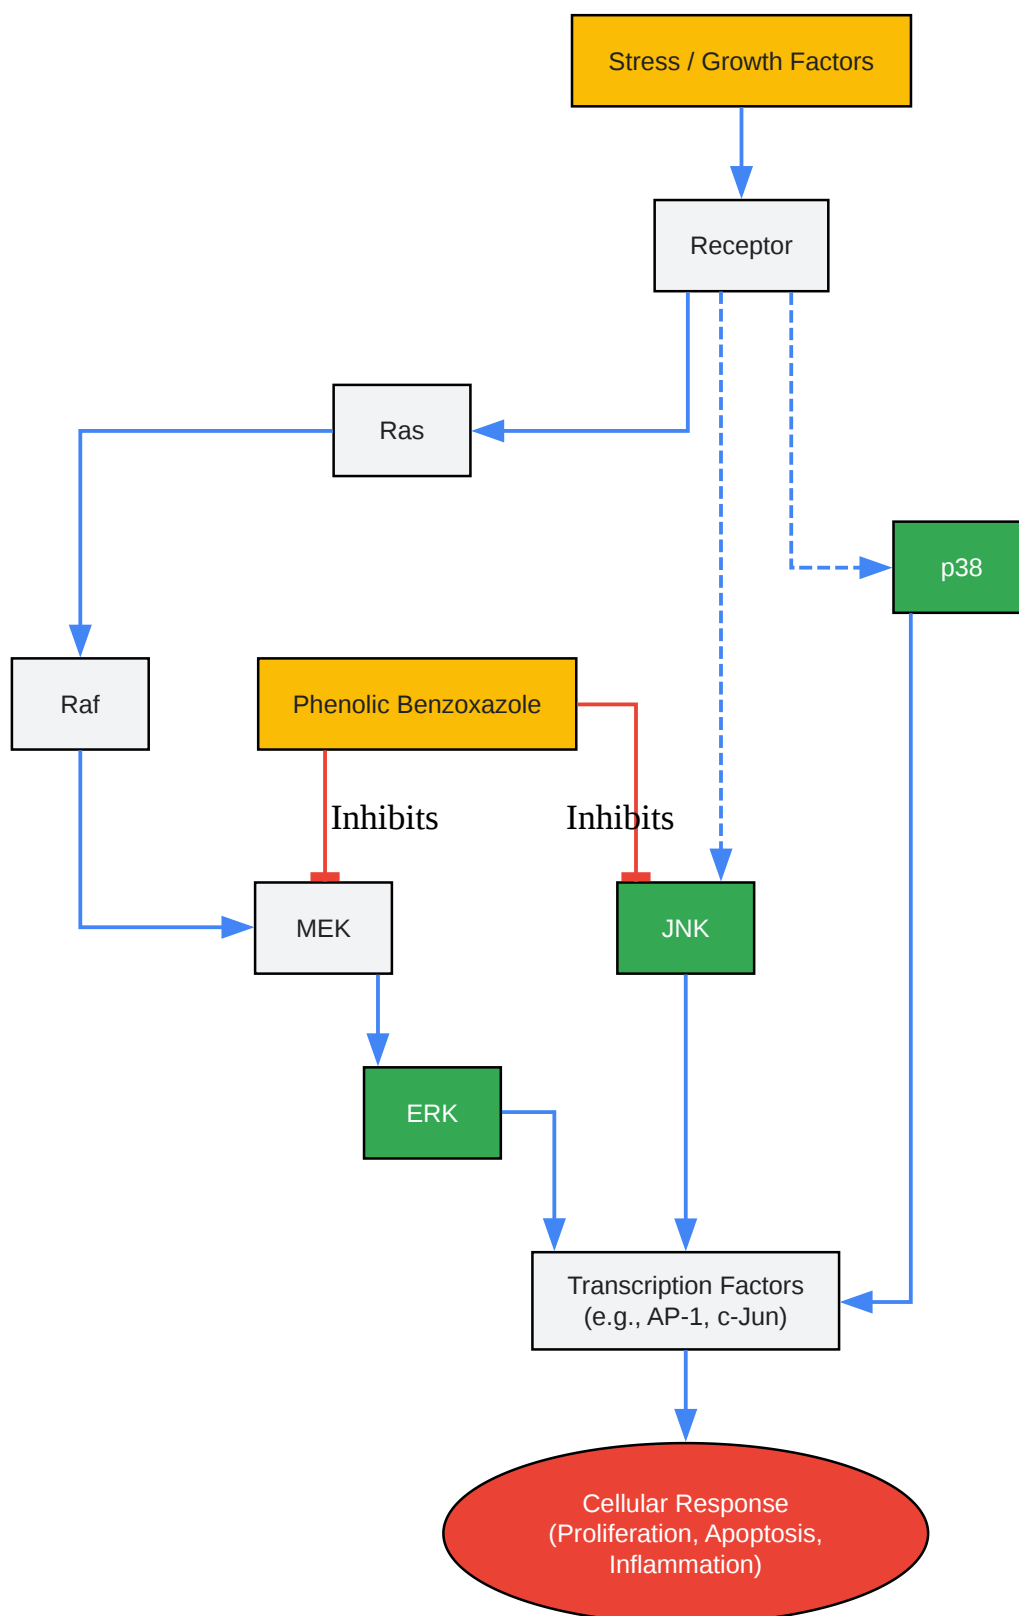 Stress / Growth Factors
Receptor
Ras
p38
Raf
Phenolic Benzoxazole
Inhibits
Inhibits
MEK
JNK
ERK
Transcription Factors
(e.g., AP-1, c-Jun)
Cellular Response
(Proliferation, Apoptosis,
Inflammation)